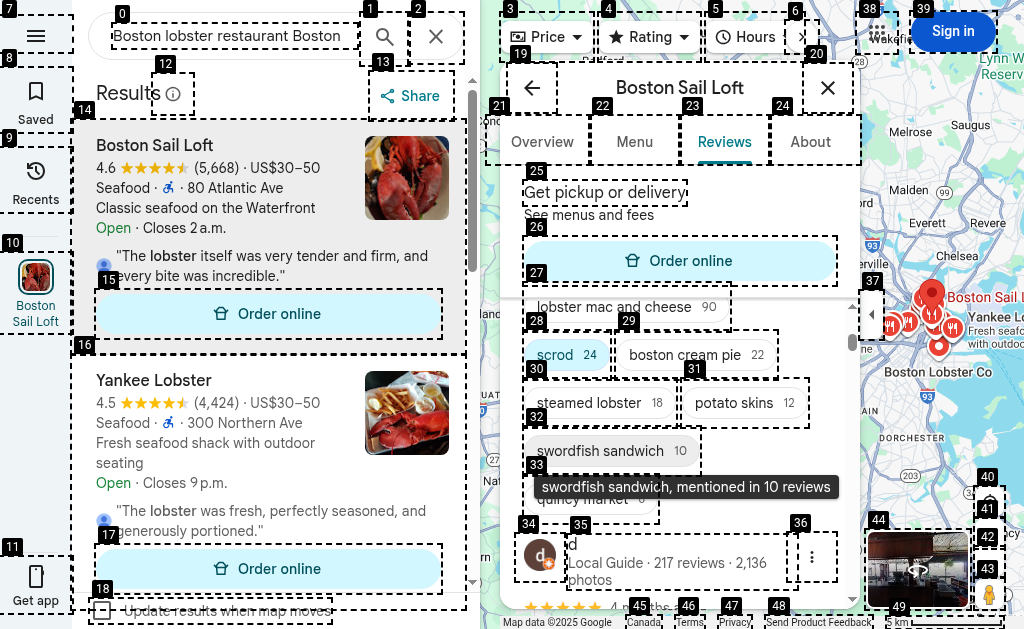 Boston lobster restaurant Boston
Price
Rating
Hours
Sign in
Saved
Recents
Boston
Sail Loft
Get app
Results
Share
Boston Sail Loft
4.6 (5,668) · US$30–50
Seafood · 80 Atlantic Ave
Classic seafood on the Waterfront
Open · Closes 2 a.m.
"The lobster itself was very tender and firm, and
every bite was incredible."
Order online
Yankee Lobster
4.5 (4,424) · US$30–50
Seafood · 300 Northern Ave
Fresh seafood shack with outdoor
seating
Open · Closes 9 p.m.
"The lobster was fresh, perfectly seasoned, and
generously portioned."
Order online
Update results when map moves
Boston Sail Loft
Overview
Menu
Reviews
About
Get pickup or delivery
See menus and fees
Order online
lobster mac and cheese 90
scrod 24
boston cream pie 22
steamed lobster 18
potato skins 12
swordfish sandwich 10
swordfish sandwich, mentioned in 10 reviews
quincy market
d
d
Local Guide · 217 reviews · 2,136
photos
4 months ago
Melrose
Saugus
Malden
Everett
Revere
Chelsea
93
99
Boston Sail L
Yankee Lo
Fresh seafo
with outdoo
Boston Lobster Co
93
DORCHESTER
203
Map data ©2025 Google
Canada
Terms
Privacy
Send Product Feedback
5 km
0
1
2
3
4
5
6
7
8
9
10
11
12
13
14
15
16
17
18
19
20
21
22
23
24
25
26
27
28
29
30
31
32
33
34
35
36
37
38
39
40
41
42
43
44
45
46
47
48
49